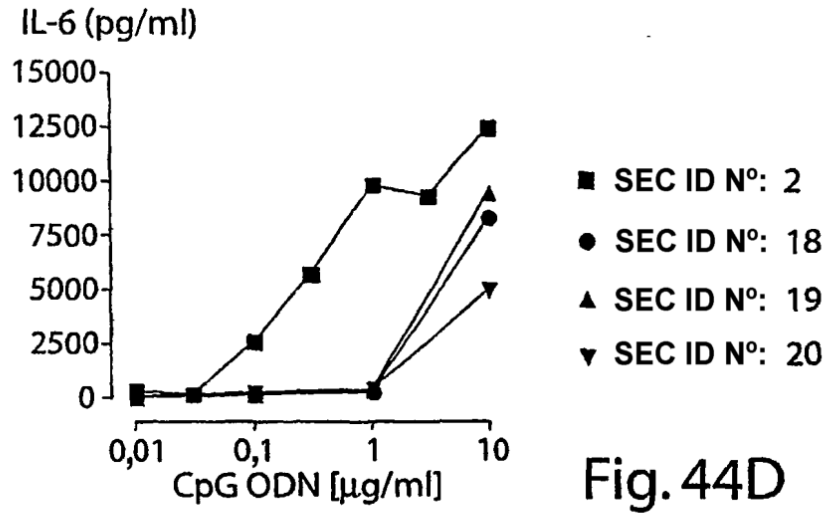 IL-6 (pg/ml)
15000
12500
10000
7500
5000
2500
0
0,01 0,1 1 10
CpG ODN [µg/ml]
SEC ID Nº: 2
SEC ID Nº: 18
SEC ID Nº: 19
SEC ID Nº: 20
Fig. 44D